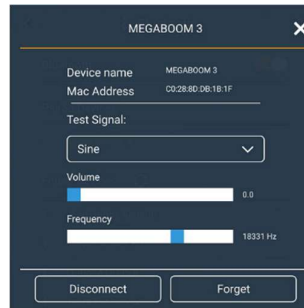 MEGABOOM 3
Device name MEGABOOM 3
Mac Address C0:28:8D:DB:1B:1F
Test Signal:
Sine
Volume
0.0
Frequency
18331 Hz
Disconnect Forget